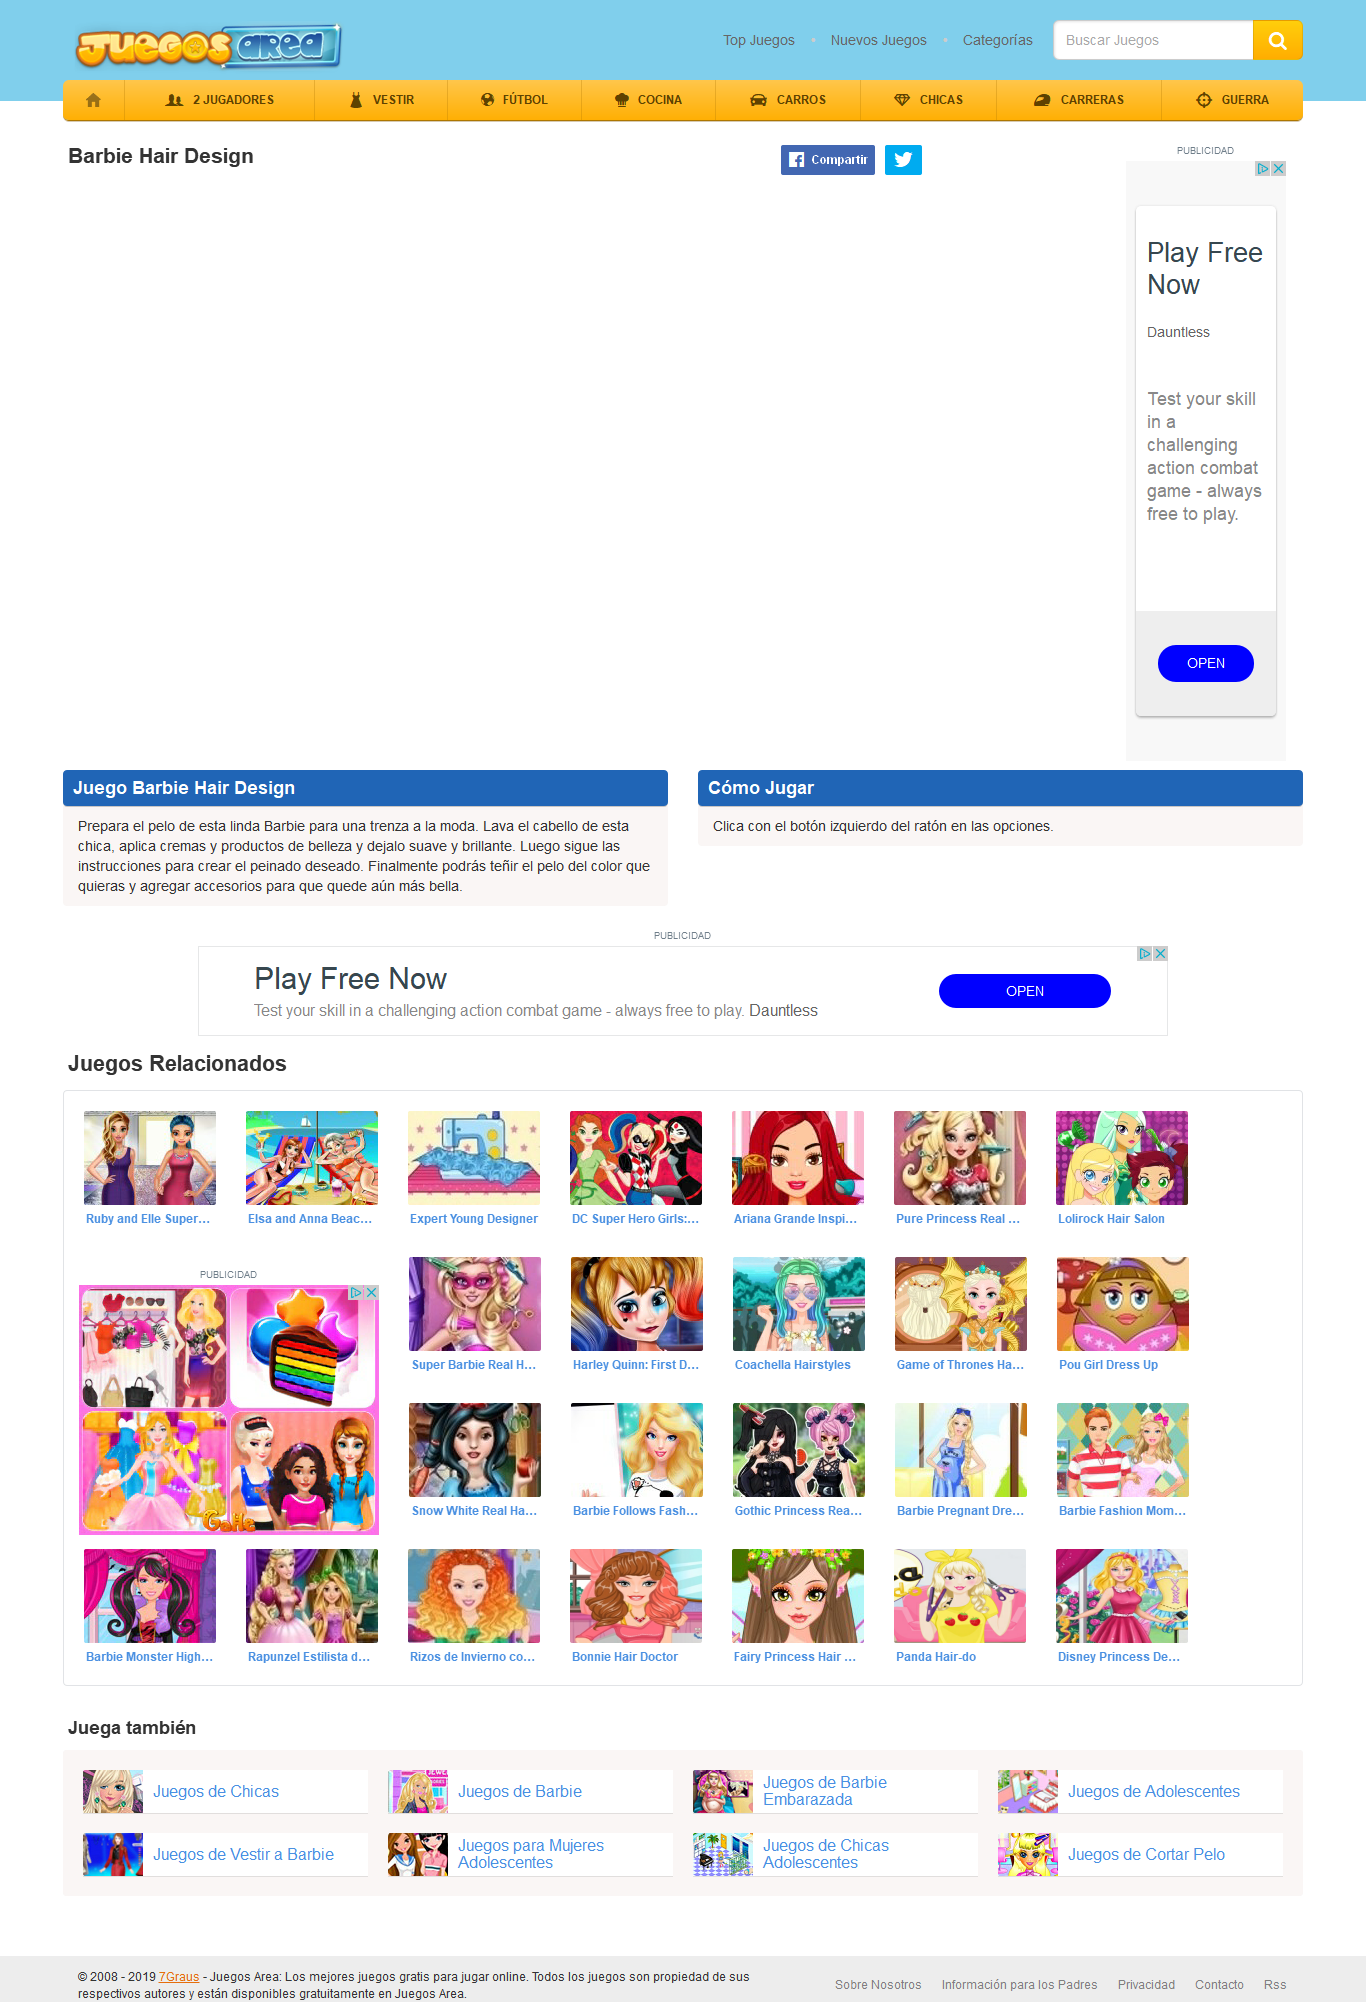 JUEGOS AREA
Top Juegos
Nuevos Juegos
Categorías
Buscar Juegos
2 JUGADORES
VESTIR
FÚTBOL
COCINA
CARROS
CHICAS
CARRERAS
GUERRA
Barbie Hair Design
Compartir
PUBLICIDAD
Play Free
Now
Dauntless
Test your skill
in a
challenging
action combat
game - always
free to play.
OPEN
Juego Barbie Hair Design
Prepara el pelo de esta linda Barbie para una trenza a la moda. Lava el cabello de esta
chica, aplica cremas y productos de belleza y dejalo suave y brillante. Luego sigue las
instrucciones para crear el peinado deseado. Finalmente podrás teñir el pelo del color que
quieras y agregar accesorios para que quede aún más bella.
Cómo Jugar
Clica con el botón izquierdo del ratón en las opciones.
PUBLICIDAD
Play Free Now
Test your skill in a challenging action combat game - always free to play. Dauntless
OPEN
Juegos Relacionados
Ruby and Elle Super...
Elsa and Anna Beac...
Expert Young Designer
DC Super Hero Girls:...
Ariana Grande Inspi...
Pure Princess Real ...
Lolirock Hair Salon
PUBLICIDAD
Super Barbie Real H...
Harley Quinn: First D...
Coachella Hairstyles
Game of Thrones Ha...
Pou Girl Dress Up
Snow White Real Ha...
Barbie Follows Fash...
Gothic Princess Rea...
Barbie Pregnant Dre...
Barbie Fashion Mom...
Barbie Monster High...
Rapunzel Estilista d...
Rizos de Invierno co...
Bonnie Hair Doctor
Fairy Princess Hair ...
Panda Hair-do
Disney Princess De...
Juega también
Juegos de Chicas
Juegos de Barbie
Juegos de Barbie
Embarazada
Juegos de Adolescentes
Juegos de Vestir a Barbie
Juegos para Mujeres
Adolescentes
Juegos de Chicas
Adolescentes
Juegos de Cortar Pelo
© 2008 - 2019 7Graus - Juegos Area: Los mejores juegos gratis para jugar online. Todos los juegos son propiedad de sus
respectivos autores y están disponibles gratuitamente en Juegos Area.
Sobre Nosotros
Información para los Padres
Privacidad
Contacto
Rss